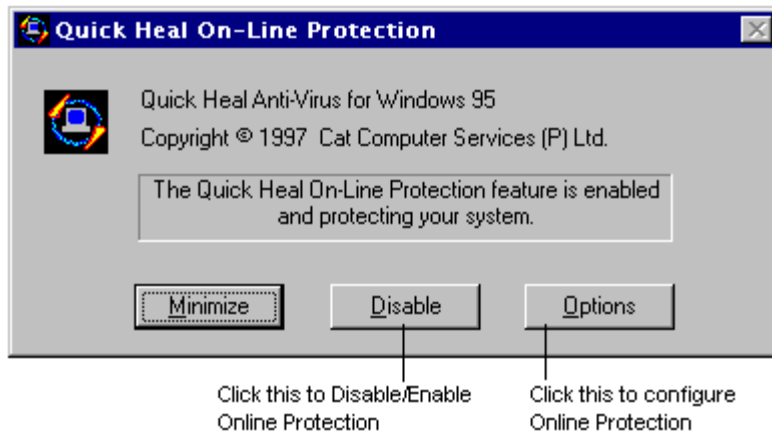 Quick Heal On-Line Protection
Quick Heal Anti-Virus for Windows 95
Copyright © 1997 Cat Computer Services (P) Ltd.
The Quick Heal On-Line Protection feature is enabled
and protecting your system.
Minimize
Disable
Options
Click this to Disable/Enable
Online Protection
Click this to configure
Online Protection